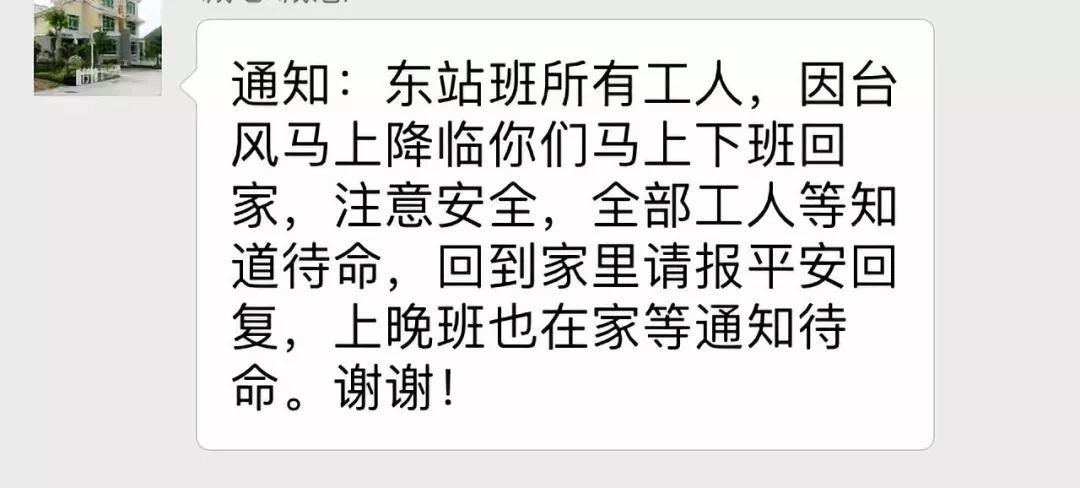 通知：东站班所有工人，因台
风马上降临你们马上下班回
家，注意安全，全部工人等知
道待命，回到家里请报平安回
复，上晚班也在家等通知待
命。谢谢！